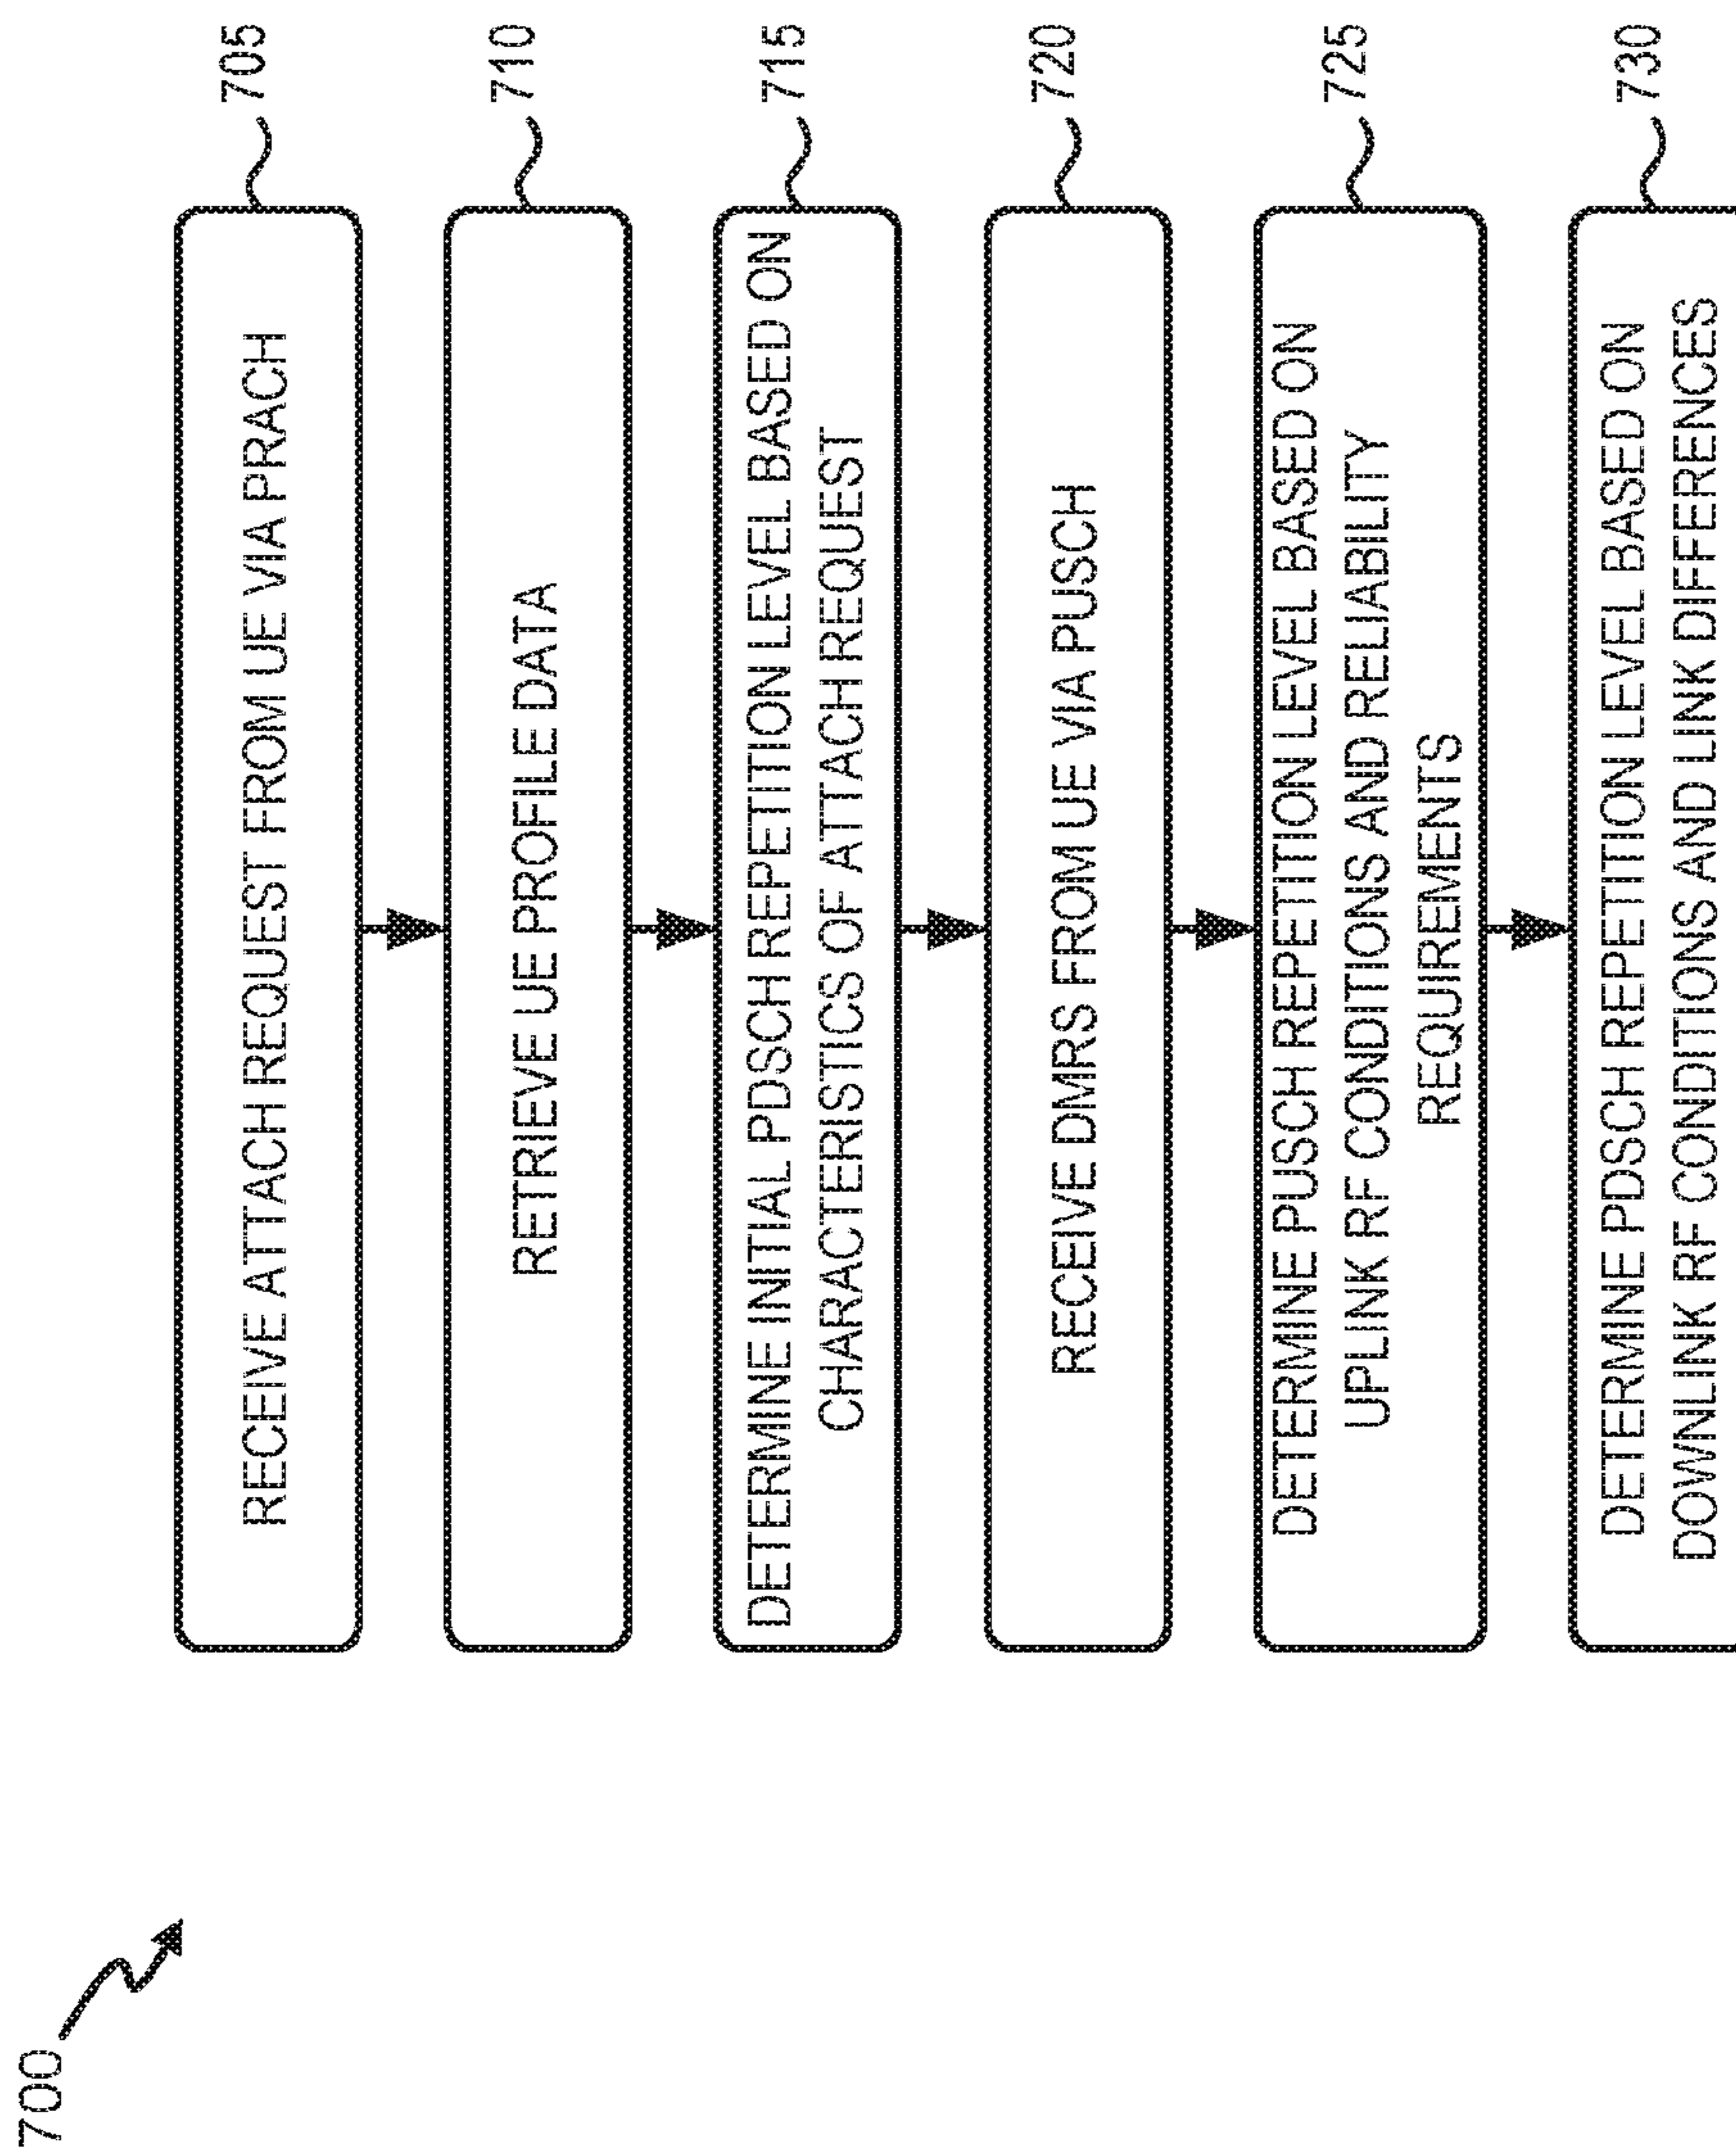 700
RECEIVE ATTACH REQUEST FROM UE VIA PRACH
705
RETRIEVE UE PROFILE DATA
710
DETERMINE INITIAL PDSCH REPETITION LEVEL BASED ON
CHARACTERISTICS OF ATTACH REQUEST
715
RECEIVE DMRS FROM UE VIA PUSCH
720
DETERMINE PUSCH REPETITION LEVEL BASED ON
UPLINK RF CONDITIONS AND RELIABILITY
REQUIREMENTS
725
DETERMINE PDSCH REPETITION LEVEL BASED ON
DOWNLINK RF CONDITIONS AND LINK DIFFERENCES
730